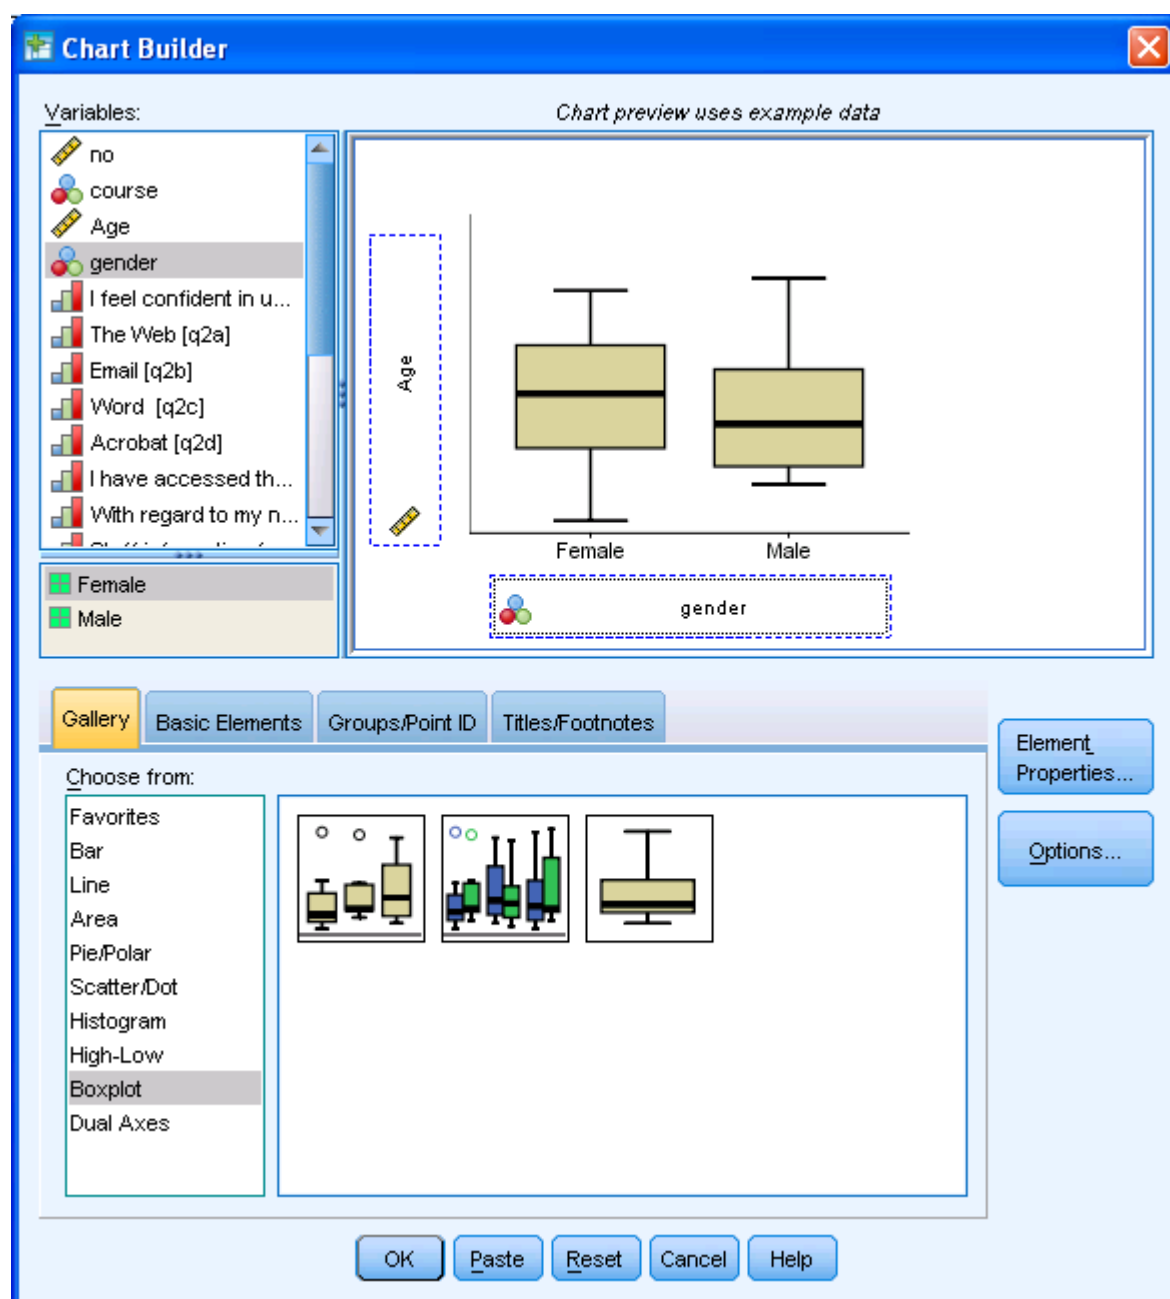 Chart Builder
Variables:
Chart preview uses example data
no
course
Age
gender
I feel confident in u...
The Web [q2a]
Email [q2b]
Word [q2c]
Acrobat [q2d]
I have accessed th...
With regard to my n...
Female
Male
Age
Female Male
gender
Gallery Basic Elements Groups/Point ID Titles/Footnotes
Element
Properties...
Options...
Choose from:
Favorites
Bar
Line
Area
Pie/Polar
Scatter/Dot
Histogram
High-Low
Boxplot
Dual Axes
OK Paste Reset Cancel Help